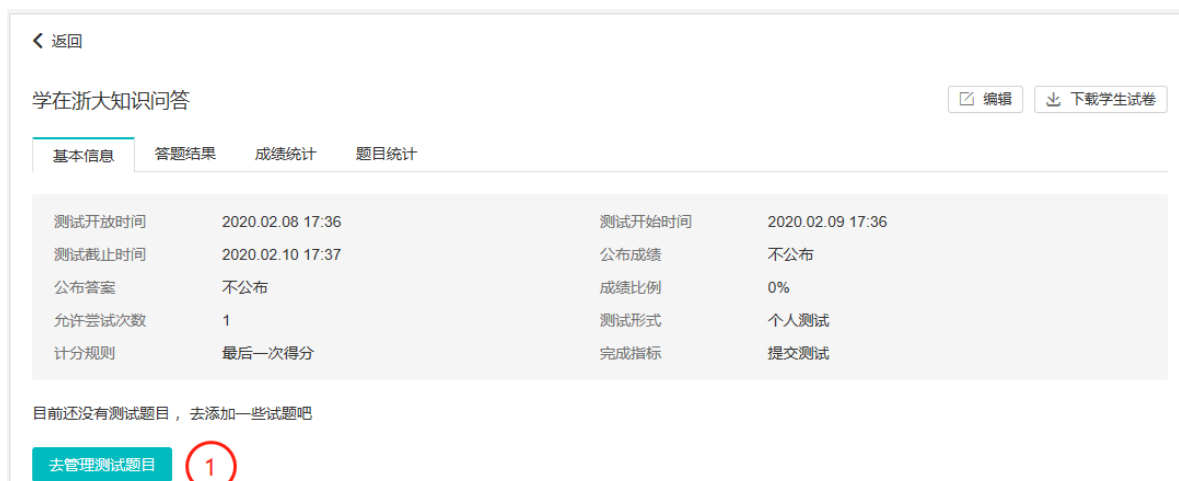 返回
学在浙大知识问答
编辑 下载学生试卷
基本信息 答题结果 成绩统计 题目统计
测试开放时间 2020.02.08 17:36 测试开始时间 2020.02.09 17:36
测试截止时间 2020.02.10 17:37 公布成绩 不公布
公布答案 不公布 成绩比例 0%
允许尝试次数 1 测试形式 个人测试
计分规则 最后一次得分 完成指标 提交测试
目前还没有测试题目，去添加一些试题吧
去管理测试题目 1